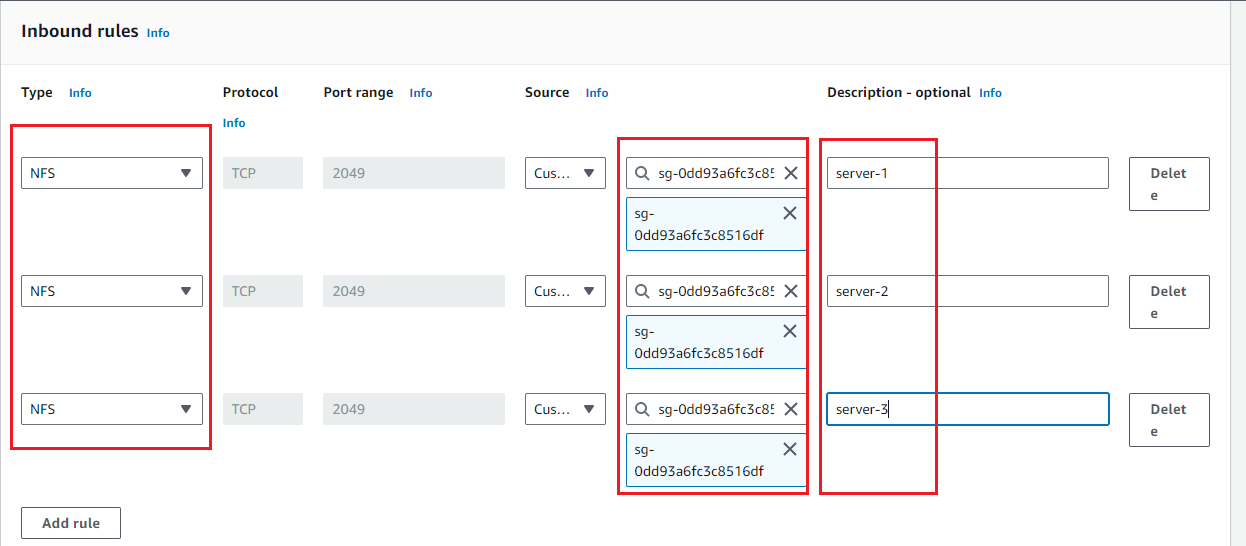 Inbound rules Info
Type Info Protocol Info Port range Info Source Info Description - optional Info
NFS TCP 2049 Cus... sg-0dd93a6fc3c85 server-1 Delete
sg-
0dd93a6fc3c8516df
NFS TCP 2049 Cus... sg-0dd93a6fc3c85 server-2 Delete
sg-
0dd93a6fc3c8516df
NFS TCP 2049 Cus... sg-0dd93a6fc3c85 server-3 Delete
sg-
0dd93a6fc3c8516df
Add rule